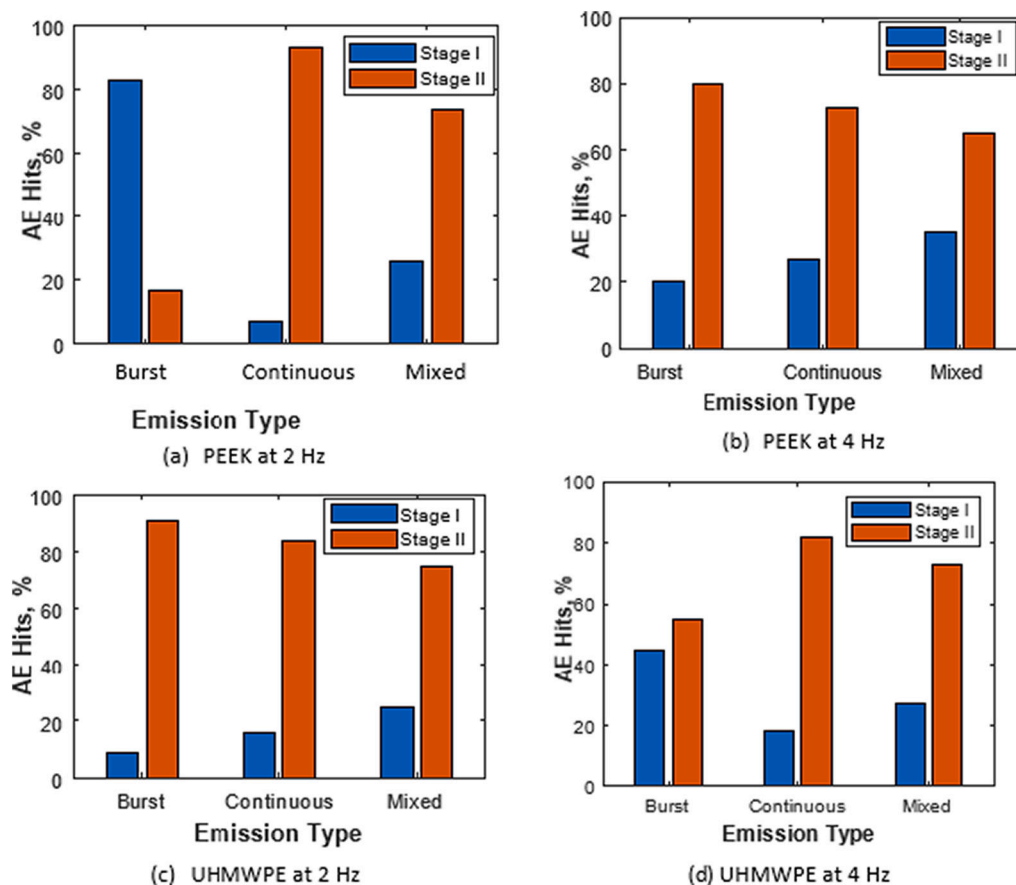 100
80
60
40
20
0
AE Hits, %
Stage I
Stage II
Burst Continuous Mixed
Emission Type
(a) PEEK at 2 Hz
100
80
60
40
20
0
AE Hits, %
Stage I
Stage II
Burst Continuous Mixed
Emission Type
(b) PEEK at 4 Hz
100
80
60
40
20
0
AE Hits, %
Stage I
Stage II
Burst Continuous Mixed
Emission Type
(c) UHMWPE at 2 Hz
100
80
60
40
20
0
AE Hits, %
Stage I
Stage II
Burst Continuous Mixed
Emission Type
(d) UHMWPE at 4 Hz